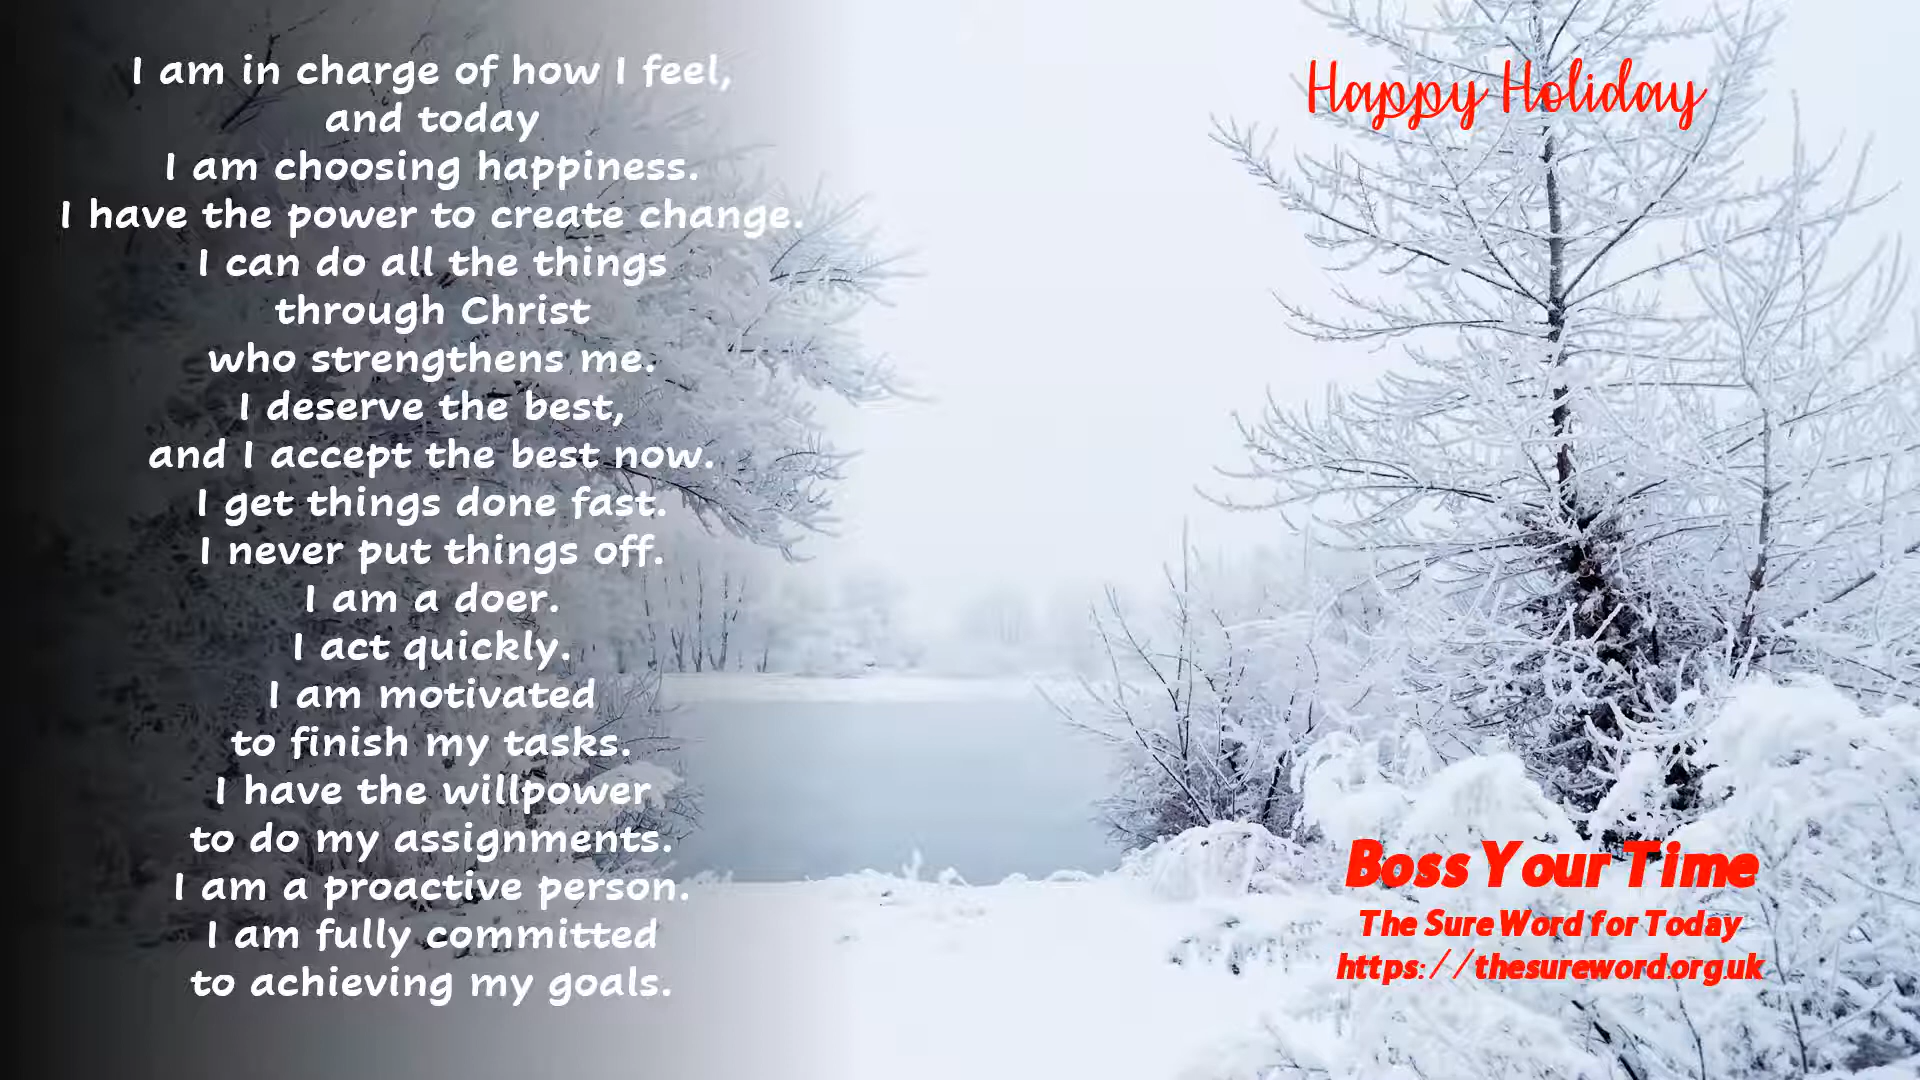 I am in charge of how I feel,
and today
I am choosing happiness.
I have the power to create change.
I can do all the things
through Christ
who strengthens me.
I deserve the best,
and I accept the best now.
I get things done fast.
I never put things off.
I am a doer.
I act quickly.
I am motivated
to finish my tasks.
I have the willpower
to do my assignments.
I am a proactive person.
I am fully committed
to achieving my goals.
Happy Holiday
Boss Your Time
The Sure Word for Today
https://thesureword.org.uk